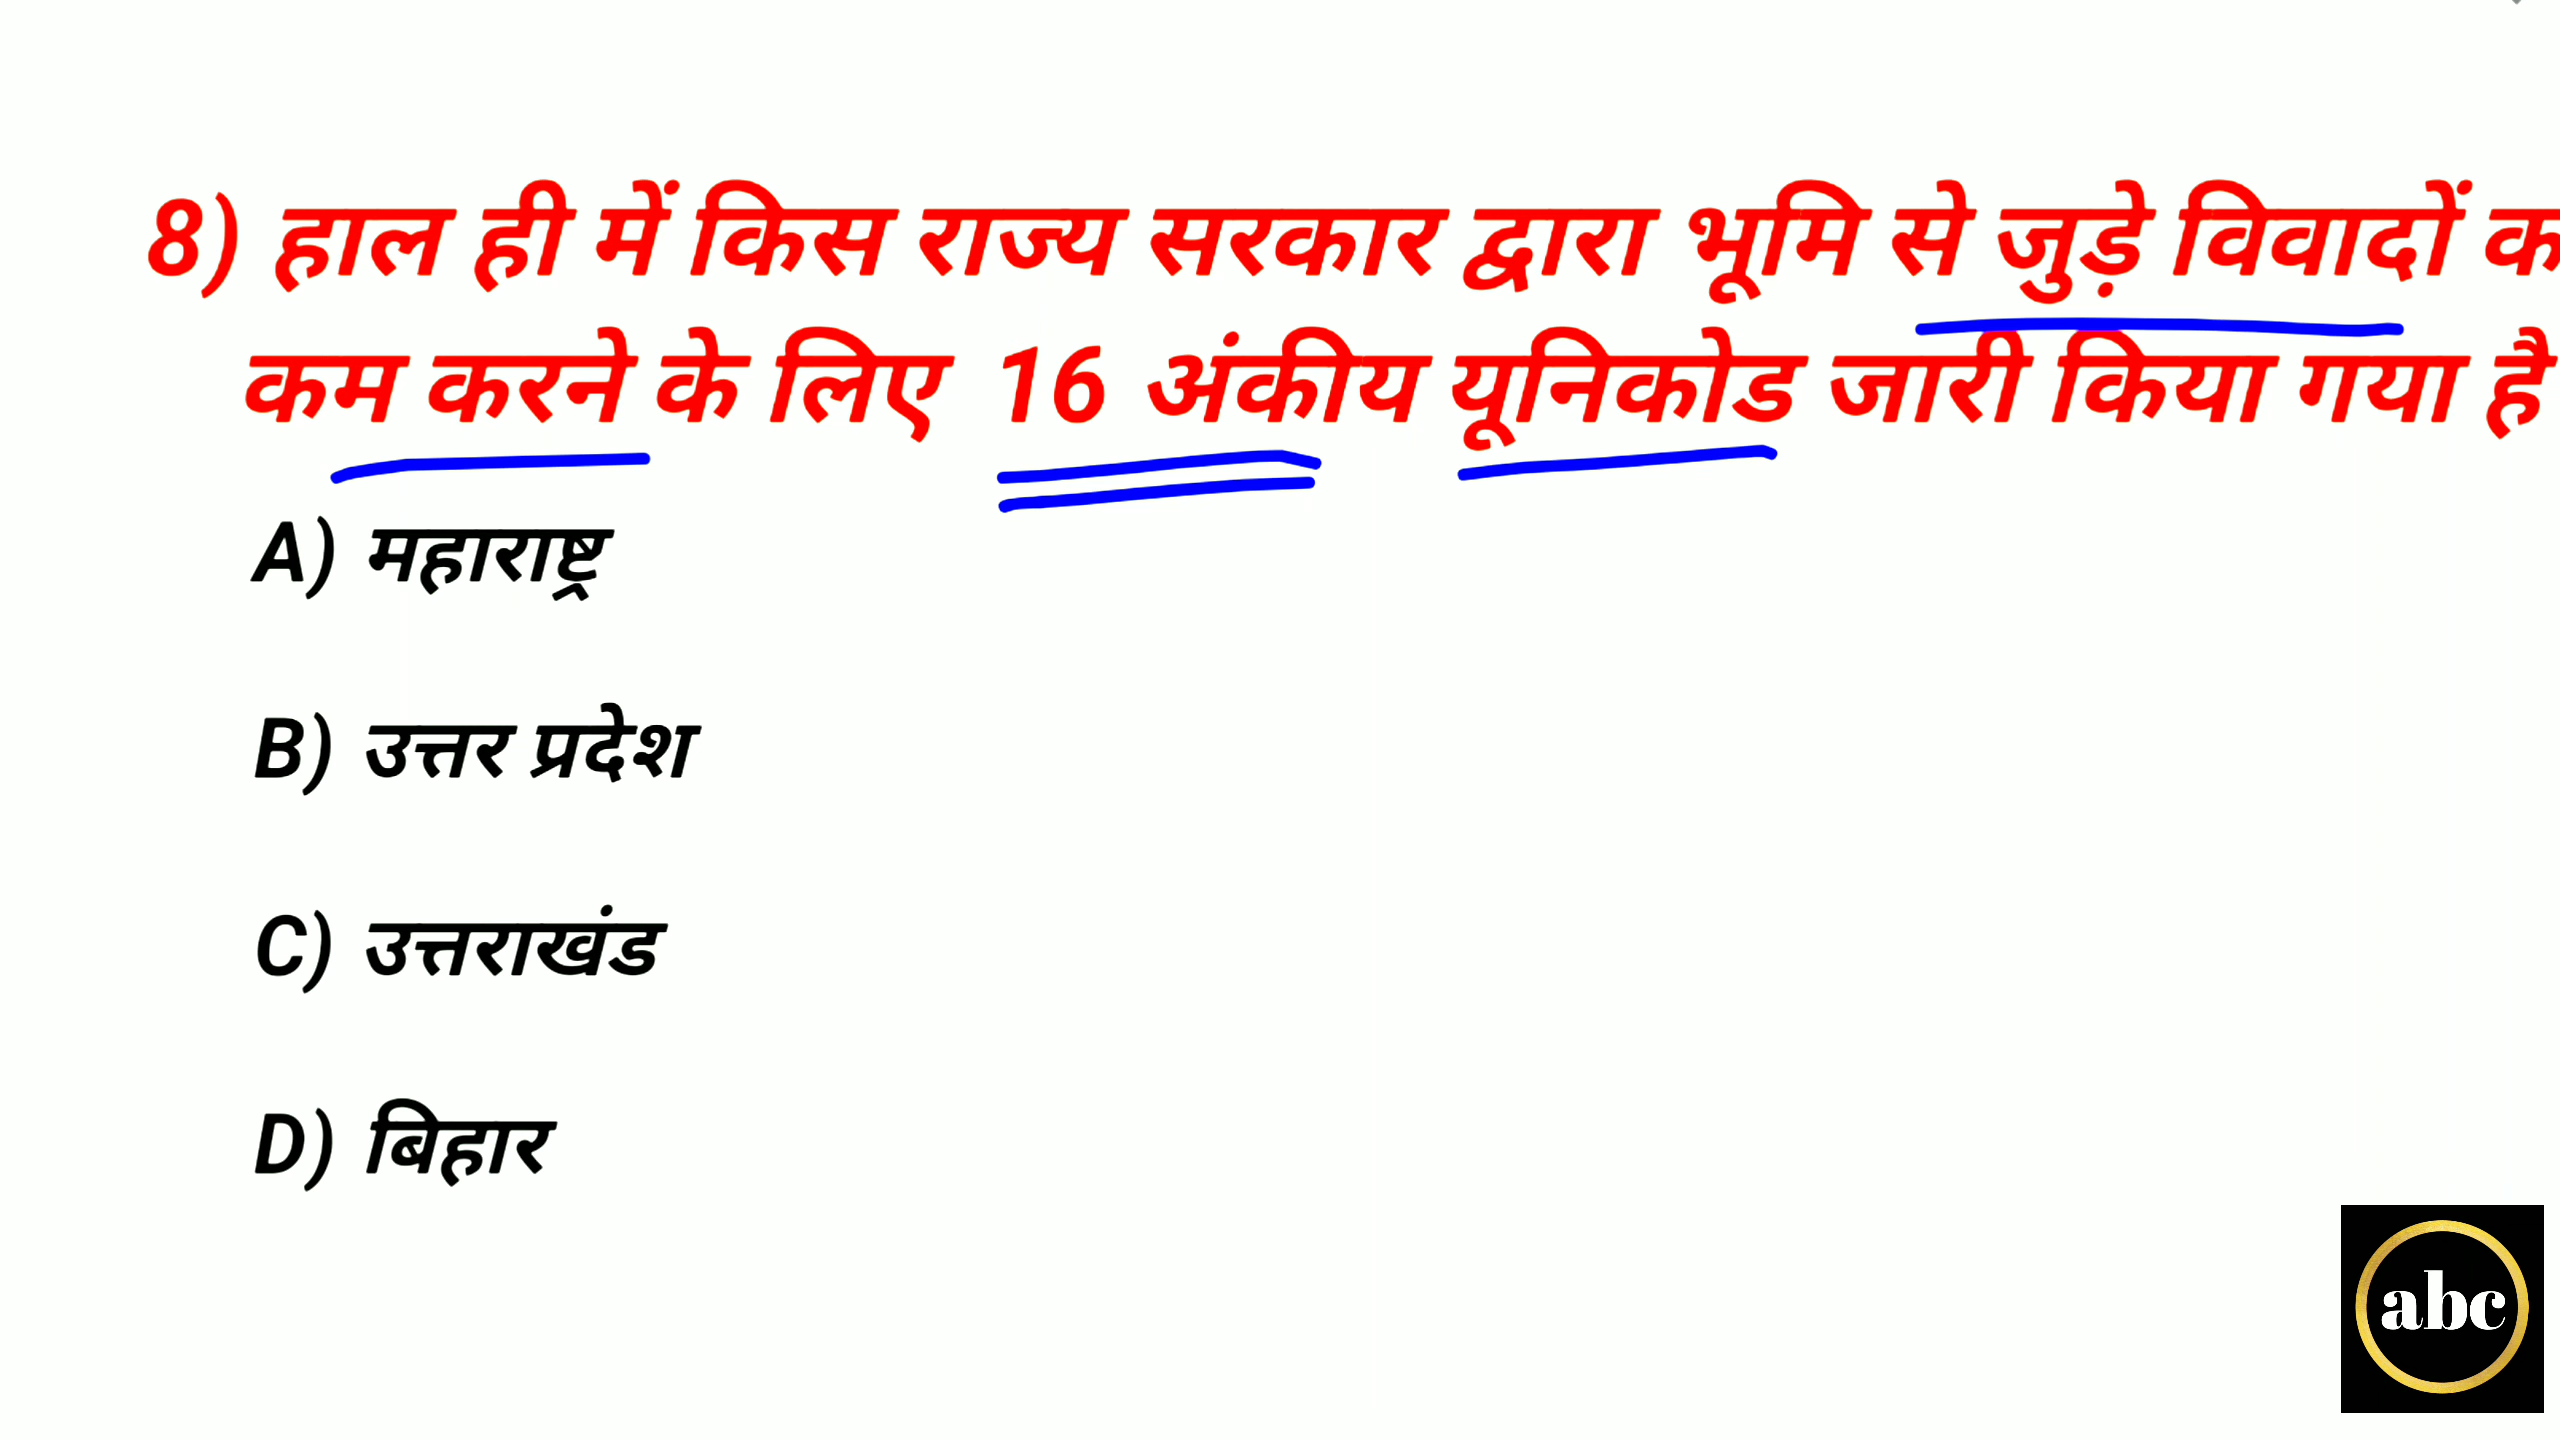 8) हाल ही में किस राज्य सरकार द्वारा भूमि से जुड़े विवादों
कम करने के लिए 16 अंकीय यूनिकोड जारी किया गया है
A) महाराष्ट्र
B) उत्तर प्रदेश
C) उत्तराखंड
D) बिहार
abc